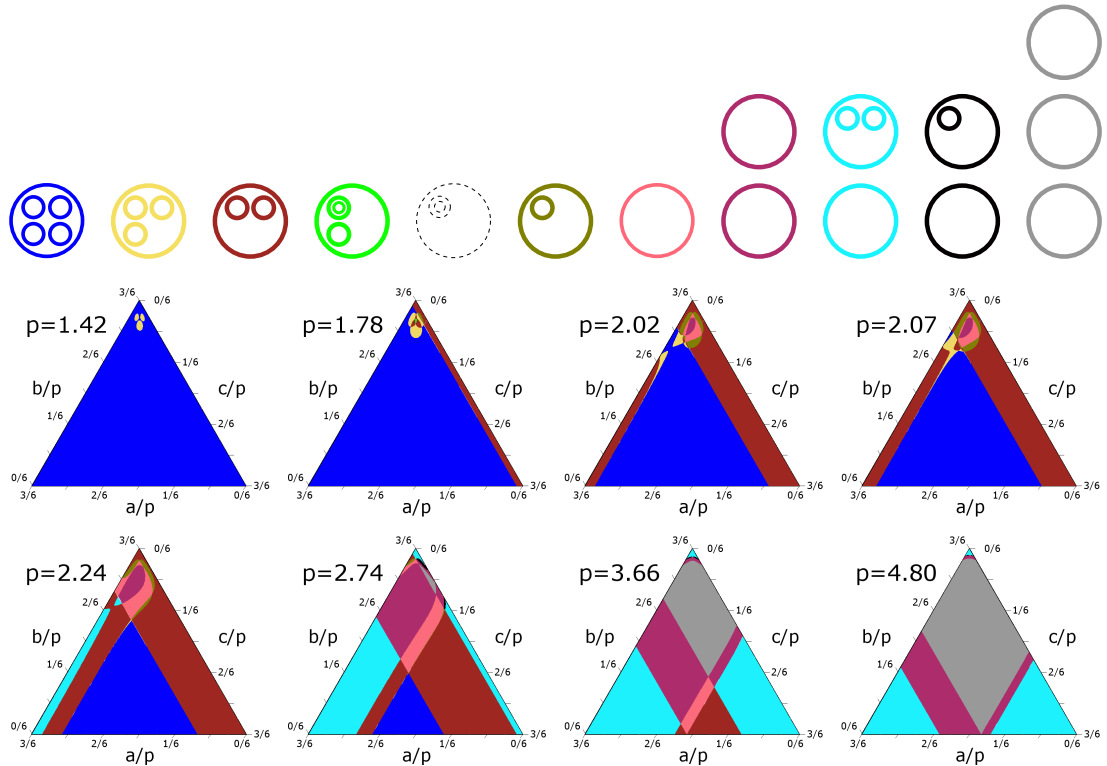 3/6 0/6 3/6 0/6 3/6 0/6 3/6 0/6
p=1.42 p=1.78 p=2.02 p=2.07
2/6 1/6 2/6 1/6 2/6 1/6 2/6 1/6
b/p c/p b/p c/p b/p c/p b/p c/p
1/6 2/6 1/6 2/6 1/6 2/6 1/6 2/6
0/6 3/6 0/6 3/6 0/6 3/6 0/6 3/6
3/6 2/6 1/6 0/6 3/6 2/6 1/6 0/6 3/6 2/6 1/6 0/6 3/6 2/6 1/6 0/6
a/p a/p a/p a/p
3/6 0/6 3/6 0/6 3/6 0/6 3/6 0/6
p=2.24 p=2.74 p=3.66 p=4.80
2/6 1/6 2/6 1/6 2/6 1/6 2/6 1/6
b/p c/p b/p c/p b/p c/p b/p c/p
1/6 2/6 1/6 2/6 1/6 2/6 1/6 2/6
0/6 3/6 0/6 3/6 0/6 3/6 0/6 3/6
3/6 2/6 1/6 0/6 3/6 2/6 1/6 0/6 3/6 2/6 1/6 0/6 3/6 2/6 1/6 0/6
a/p a/p a/p a/p